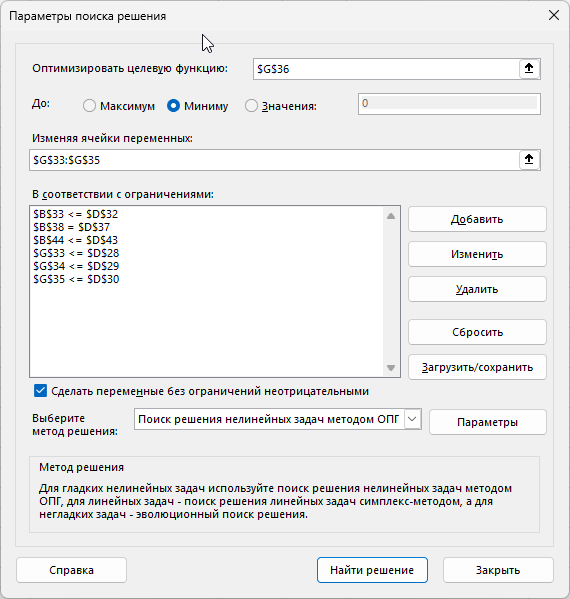 Параметры поиска решения
Оптимизировать целевую функцию: $G$36
До: Максимум Миниму Значения: 0
Изменяя ячейки переменных:
$G$33:$G$35
В соответствии с ограничениями:
$B$33 <= $D$32
$B$38 = $D$37
$B$44 <= $D$43
$G$33 <= $D$28
$G$34 <= $D$29
$G$35 <= $D$30
Добавить
Изменить
Удалить
Сбросить
Загрузить/сохранить
Сделать переменные без ограничений неотрицательными
Выберите
метод решения:
Поиск решения нелинейных задач методом ОПГ
Параметры
Метод решения
Для гладких нелинейных задач используйте поиск решения нелинейных задач методом
ОПГ, для линейных задач - поиск решения линейных задач симплекс-методом, а для
негладких задач - эволюционный поиск решения.
Справка
Найти решение
Закрыть